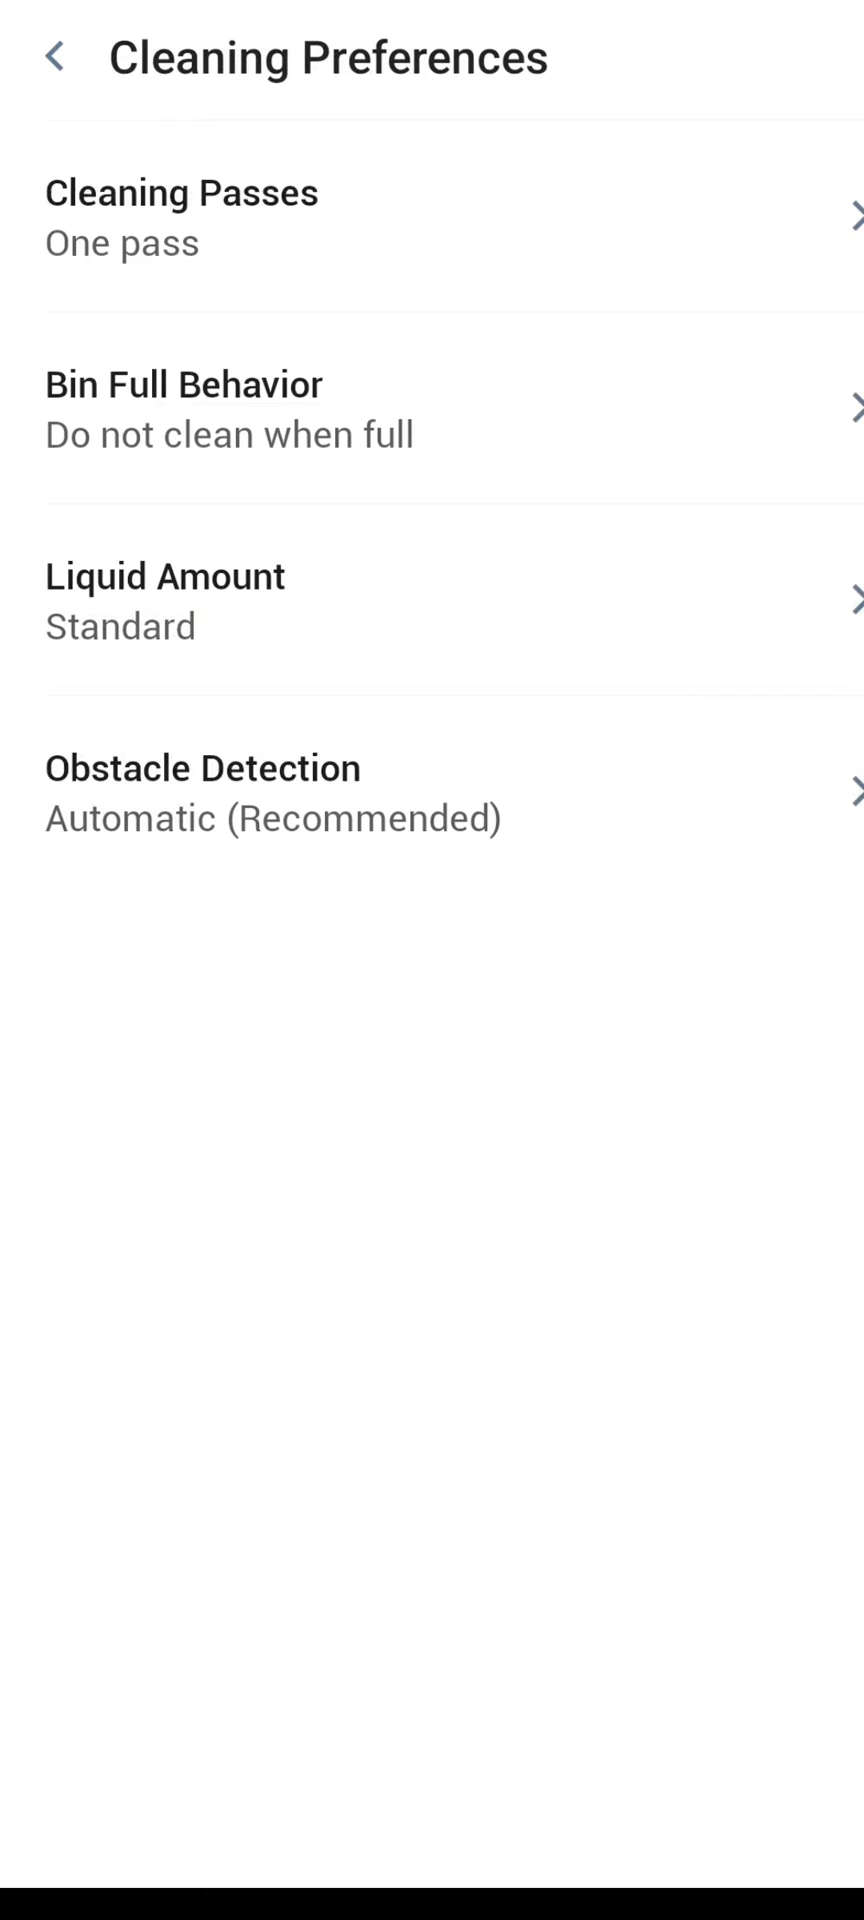 Cleaning Preferences
Cleaning Passes
One pass
Bin Full Behavior
Do not clean when full
Liquid Amount
Standard
Obstacle Detection
Automatic (Recommended)